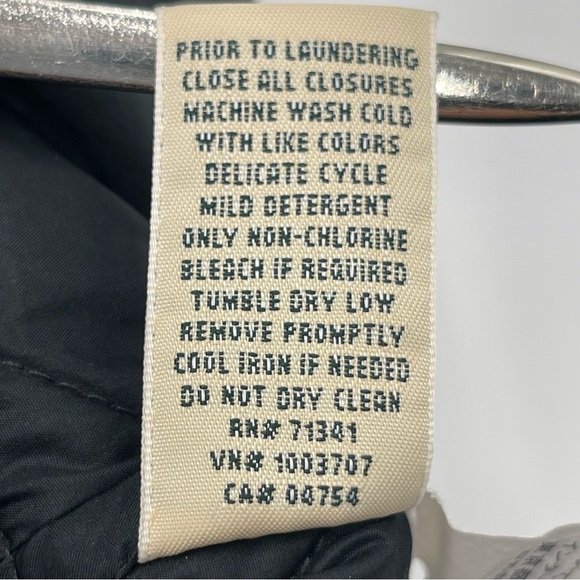 PRIOR TO LAUNDERING
CLOSE ALL CLOSURES
MACHINE WASH COLD
WITH LIKE COLORS
DELICATE CYCLE
MILD DETERGENT
ONLY NON-CHLORINE
BLEACH IF REQUIRED
TUMBLE DRY LOW
REMOVE PROMPTLY
COOL IRON IF NEEDED
DO NOT DRY CLEAN
RN# 71341
VN# 1003707
CA# 04754